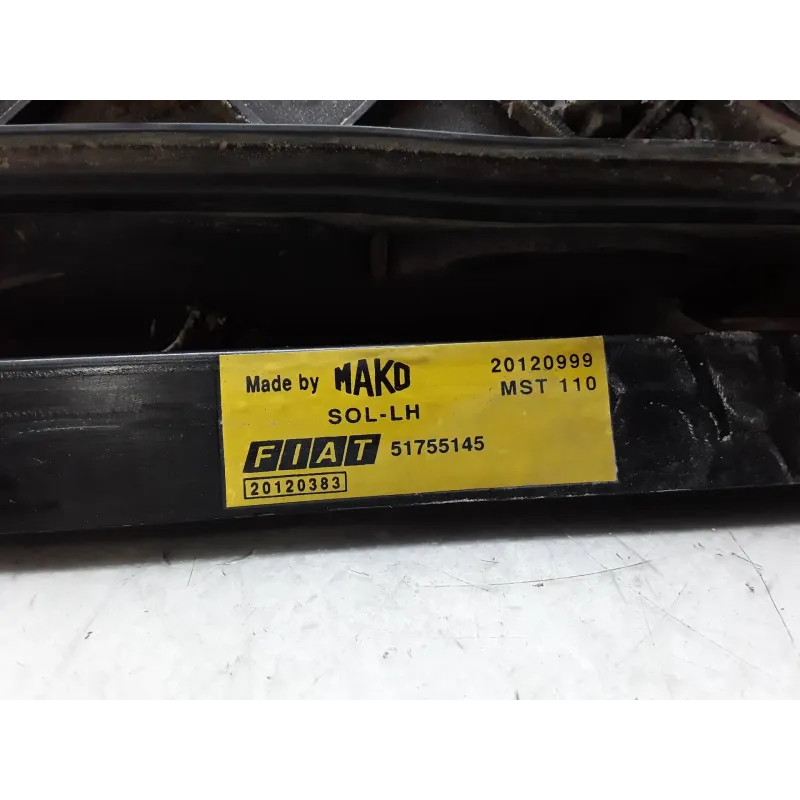 Made by MAKO 20120999
SOL-LH MST 110
FIAT 51755145
20120383